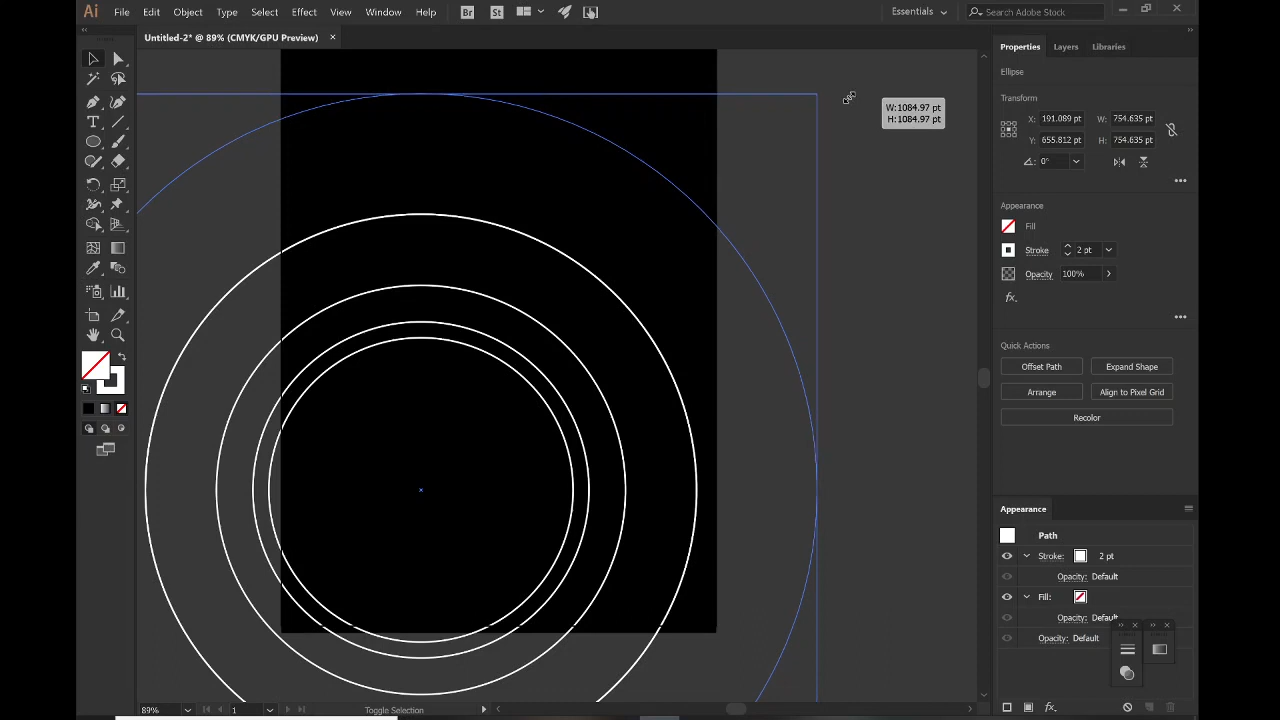 Ai File Edit Object Type Select Effect View Window Help Br St Essentials Search Adobe Stock
Untitled-2* @ 89% (CMYK/GPU Preview) ×
W:1084.97 pt
H:1084.97 pt
Properties Layers Libraries
Ellipse
Transform
X: 191.089 pt W: 754.635 pt
Y: 655.812 pt H: 754.635 pt
0°
Appearance
Fill
Stroke 2 pt
Opacity 100%
fx.
Quick Actions
Offset Path Expand Shape
Arrange Align to Pixel Grid
Recolor
Appearance
Path
Stroke: 2 pt
Opacity: Default
Fill:
Opacity: Default
Opacity: Default
fx.
89% 1 Toggle Selection